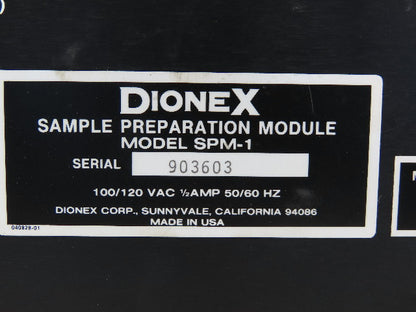 DIONEX
SAMPLE PREPARATION MODULE
MODEL SPM-1
SERIAL 903603
100/120 VAC ½AMP 50/60 HZ
DIONEX CORP., SUNNYVALE, CALIFORNIA 94086
MADE IN USA
040829-01